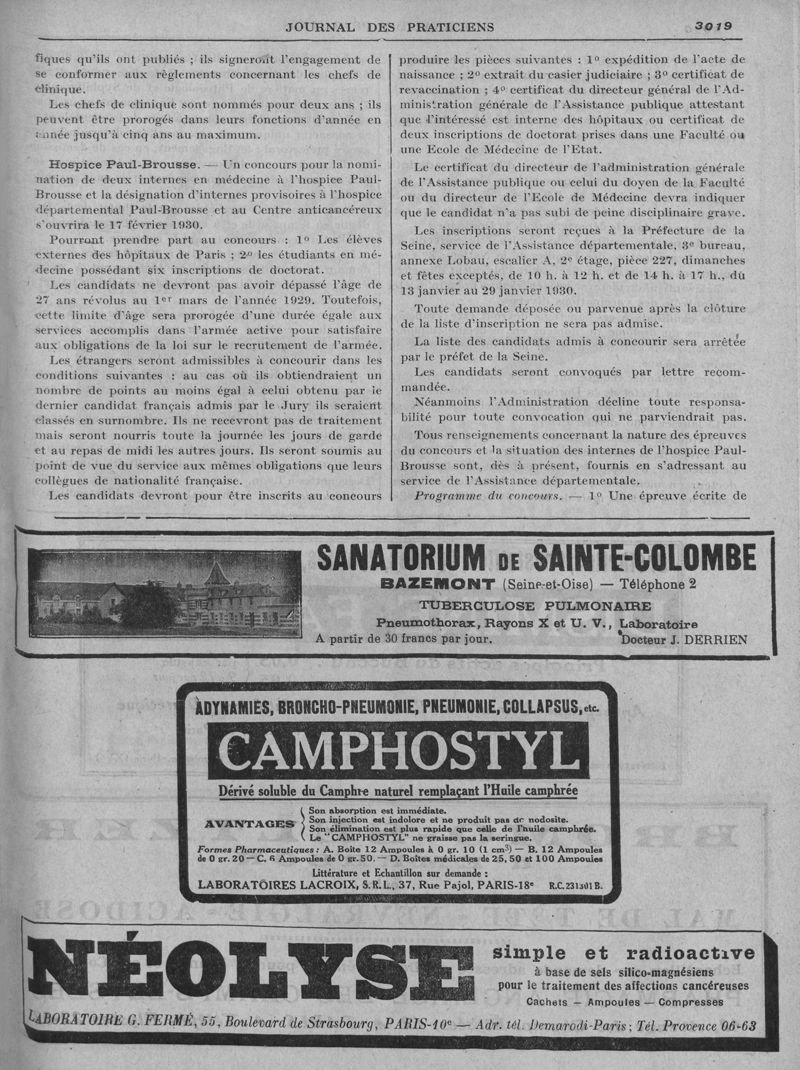 JOURNAL DES PRATICIENS 3019
fiques qu'ils ont publiés ; ils signeront l'engagement de
se conformer aux règlements concernant les chefs de
clinique.
Les chefs de clinique sont nommés pour deux ans ; ils
peuvent être prorogés dans leurs fonctions d'année en
année jusqu'à cinq ans au maximum.
Hospice Paul-Brousse. — Un concours pour la nomi-
nation de deux internes en médecine à l'hospice Paul-
Brousse et la désignation d'internes provisoires à l'hospice
départemental Paul-Brousse et au Centre anticancéreux
s'ouvrira le 17 février 1930.
Pourront prendre part au concours : 1º Les élèves
externes des hôpitaux de Paris ; 2º les étudiants en mé-
decine possédant six inscriptions de doctorat.
Les candidats ne devront pas avoir dépassé l'âge de
27 ans révolus au 1er mars de l'année 1929. Toutefois,
cette limite d'âge sera prorogée d'une durée égale aux
services accomplis dans l'armée active pour satisfaire
aux obligations de la loi sur le recrutement de l'armée.
Les étrangers seront admissibles à concourir dans les
conditions suivantes : au cas où ils obtiendraient un
nombre de points au moins égal à celui obtenu par le
dernier candidat français admis par le Jury ils seraient
classés en surnombre. Ils ne recevront pas de traitement
mais seront nourris toute la journée les jours de garde
et au repas de midi les autres jours. Ils seront soumis au
point de vue du service aux mêmes obligations que leurs
collègues de nationalité française.
Les candidats devront pour être inscrits au concours
produire les pièces suivantes : 1º expédition de l'acte de
naissance ; 2º extrait du casier judiciaire ; 3º certificat de
revaccination ; 4º certificat du directeur général de l'Ad-
ministration générale de l'Assistance publique attestant
que d'intéressé est interne des hôpitaux ou certificat de
deux inscriptions de doctorat prises dans une Faculté ou
une Ecole de Médecine de l'Etat.
Le certificat du directeur de l'administration générale
de l'Assistance publique ou celui du doyen de la Faculté
ou du directeur de l'Ecole de Médecine devra indiquer
que le candidat n'a pas subi de peine disciplinaire grave.
Les inscriptions seront reçues à la Préfecture de la
Seine, service de l'Assistance départementale, 3e bureau,
annexe Lobau, escalier A, 2e étage, pièce 227, dimanches
et fêtes exceptés, de 10 h. à 12 h. et de 14 h. à 17 h., du
13 janvier au 29 janvier 1930.
Toute demande déposée ou parvenue après la clôture
de la liste d'inscription ne sera pas admise.
La liste des candidats admis à concourir sera arrêtée
par le préfet de la Seine.
Les candidats seront convoqués par lettre recom-
mandée.
Néanmoins l'Administration décline toute responsa-
bilité pour toute convocation qui ne parviendrait pas.
Tous renseignements concernant la nature des épreuves
du concours et la situation des internes de l'hospice Paul-
Brousse sont, dès à présent, fournis en s'adressant au
service de l'Assistance départementale.
Programme du concours. — 1º Une épreuve écrite de
SANATORIUM DE SAINTE-COLOMBE
BAZEMONT (Seine-et-Oise) — Téléphone 2
TUBERCULOSE PULMONAIRE
Pneumothorax, Rayons X et U. V., Laboratoire
A partir de 30 francs par jour. Docteur J. DERRIEN
ADYNAMIES, BRONCHO-PNEUMONIE, PNEUMONIE, COLLAPSUS, etc.
CAMPHOSTYL
Dérivé soluble du Camphre naturel remplaçant l'Huile camphrée
AVANTAGES
Son absorption est immédiate.
Son injection est indolore et ne produit pas de nodosite.
Son élimination est plus rapide que celle de l'huile camphrée.
Le "CAMPHOSTYL" ne graisse pas la seringue.
Formes Pharmaceutiques : A. Boite 12 Ampoules à 0 gr. 10 (1 cm3) — B. 12 Ampoules
de 0 gr. 20 — C. 6 Ampoules de 0 gr. 50. — D. Boîtes médicales de 25, 50 et 100 Ampoules
Littérature et Echantillon sur demande :
LABORATOIRES LACROIX, S.R.L., 37, Rue Pajol, PARIS-18e R.C. 231501 B.
NÉOLYSE
simple et radioactive
à base de sels silico-magnésiens
pour le traitement des affections cancéreuses
Cachets — Ampoules — Compresses
LABORATOIRE G. FERMÉ, 55, Boulevard de Strasbourg, PARIS-10e — Adr. tél. Demarodi-Paris ; Tél. Provence 06-63